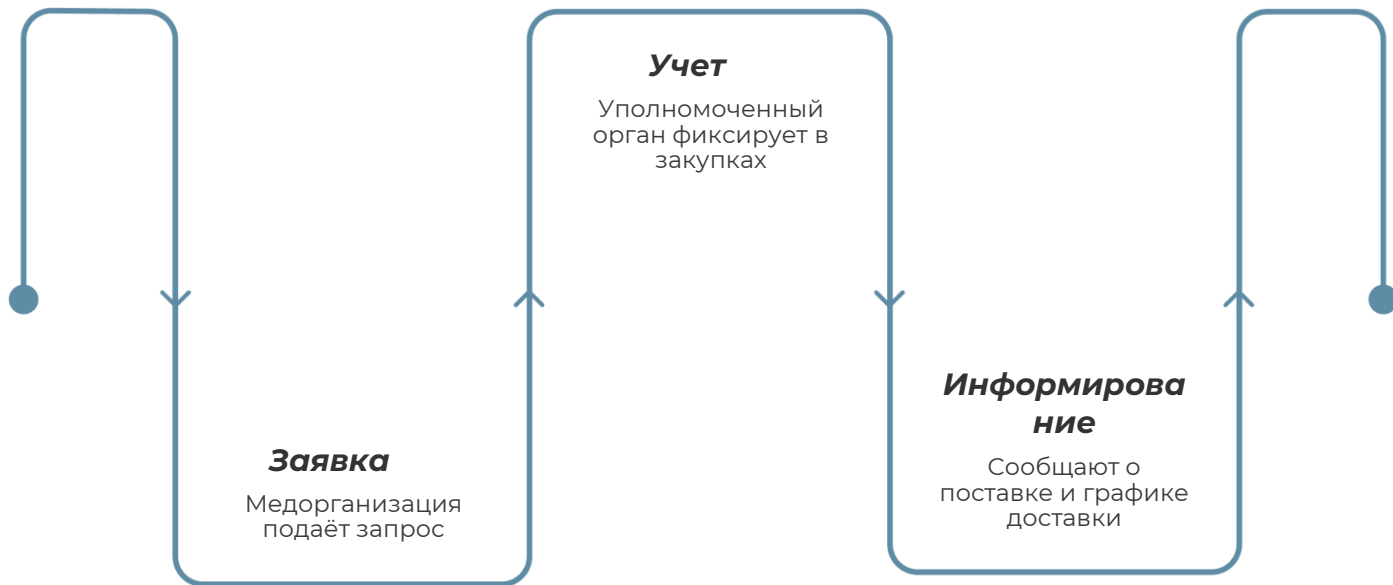 Заявка
Медорганизация
подаёт запрос
Учет
Уполномоченный
орган фиксирует в
закупках
Информирова
ние
Сообщают о
поставке и графике
доставки